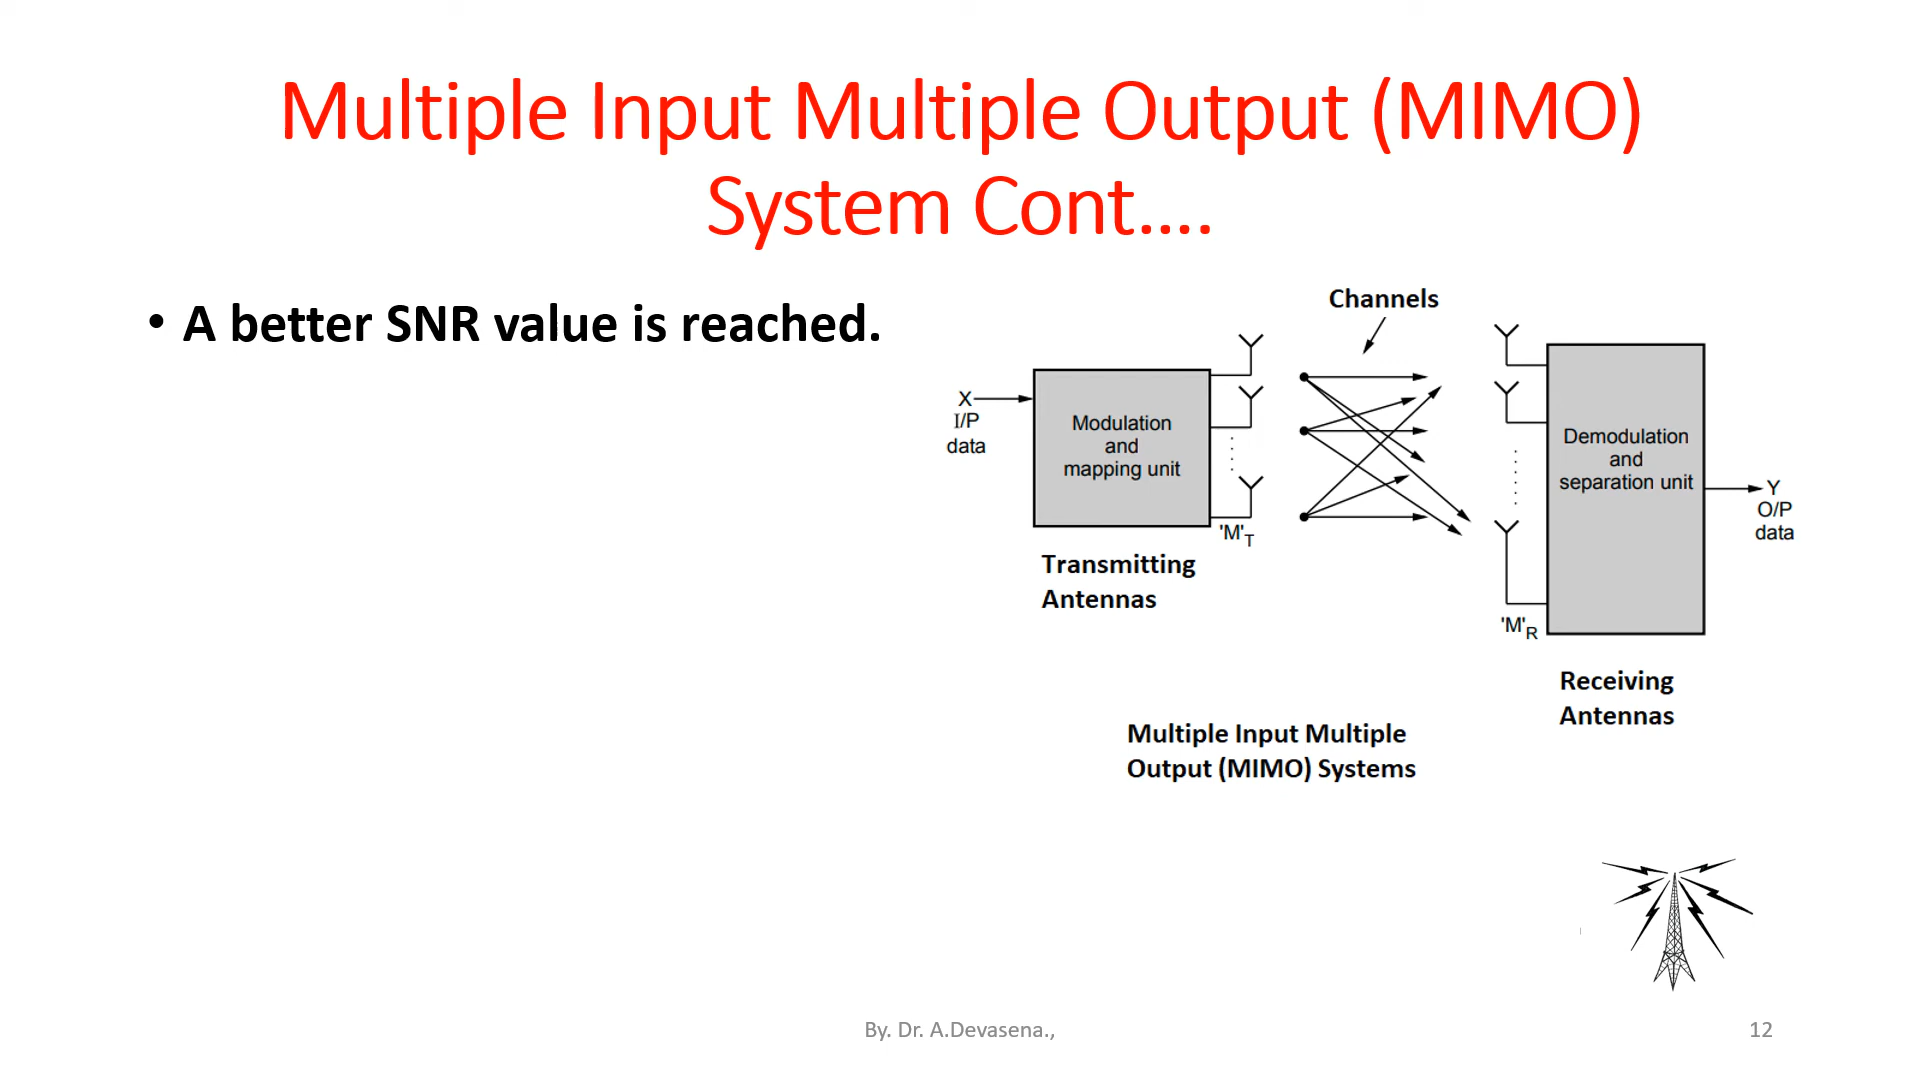 Multiple Input Multiple Output (MIMO)
System Cont....
• A better SNR value is reached.
Channels
X
I/P
data
Modulation
and
mapping unit
'M'T
Transmitting
Antennas
Demodulation
and
separation unit
'M'R
Y
O/P
data
Receiving
Antennas
Multiple Input Multiple
Output (MIMO) Systems
By. Dr. A.Devasena.,
12